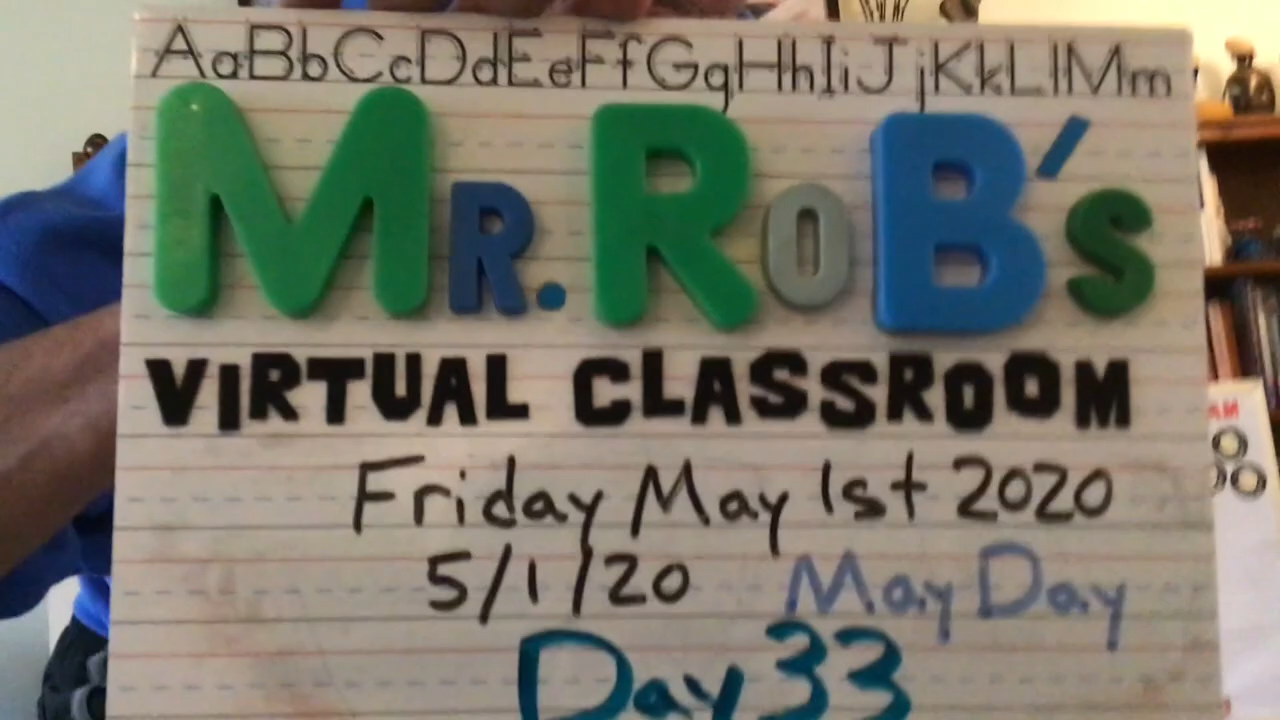 AaBbCcDdEeFfGgHhIiJjKkLlMm
MR. RoB's
VIRTUAL CLASSROOM
Friday May 1st 2020
5/1/20 May Day
Day 33